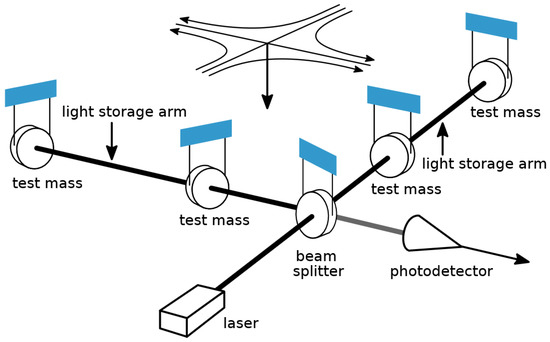 light storage arm
test mass
test mass
light storage arm
test mass
test mass
beam
splitter
photodetector
laser